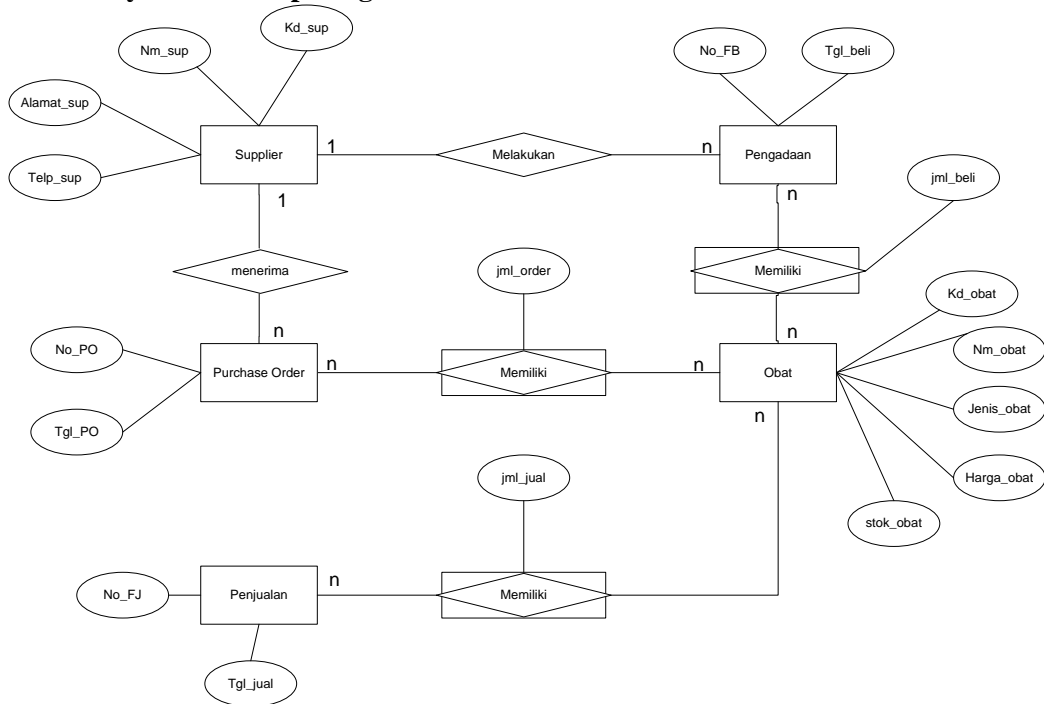 Kd_sup
Nm_sup
No_FB
Tgl_beli
Alamat_sup
Supplier
1
Melakukan
n
Pengadaan
Telp_sup
jml_beli
1
n
menerima
jml_order
Memiliki
Kd_obat
n
n
No_PO
Nm_obat
Purchase Order
n
Memiliki
n
Obat
Jenis_obat
n
Tgl_PO
Harga_obat
jml_jual
stok_obat
n
No_FJ
Penjualan
Memiliki
Tgl_jual